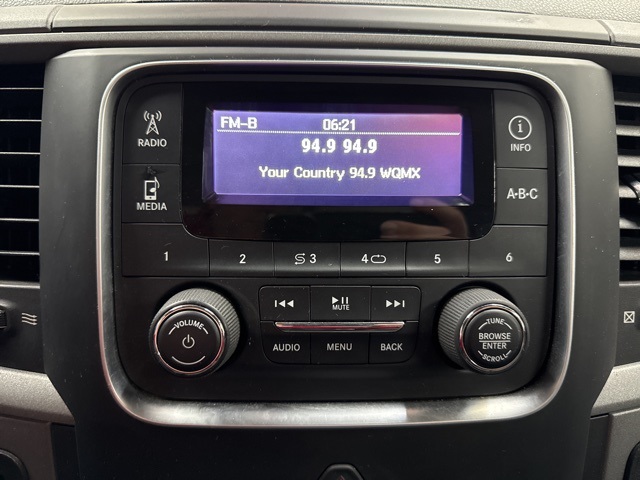 FM-B 06:21
94.9 94.9
Your Country 94.9 WQMX
RADIO
MEDIA
INFO
A-B-C
1 2 3 4 5 6
MUTE
AUDIO MENU BACK
VOLUME
TUNE
BROWSE
ENTER
SCROLL